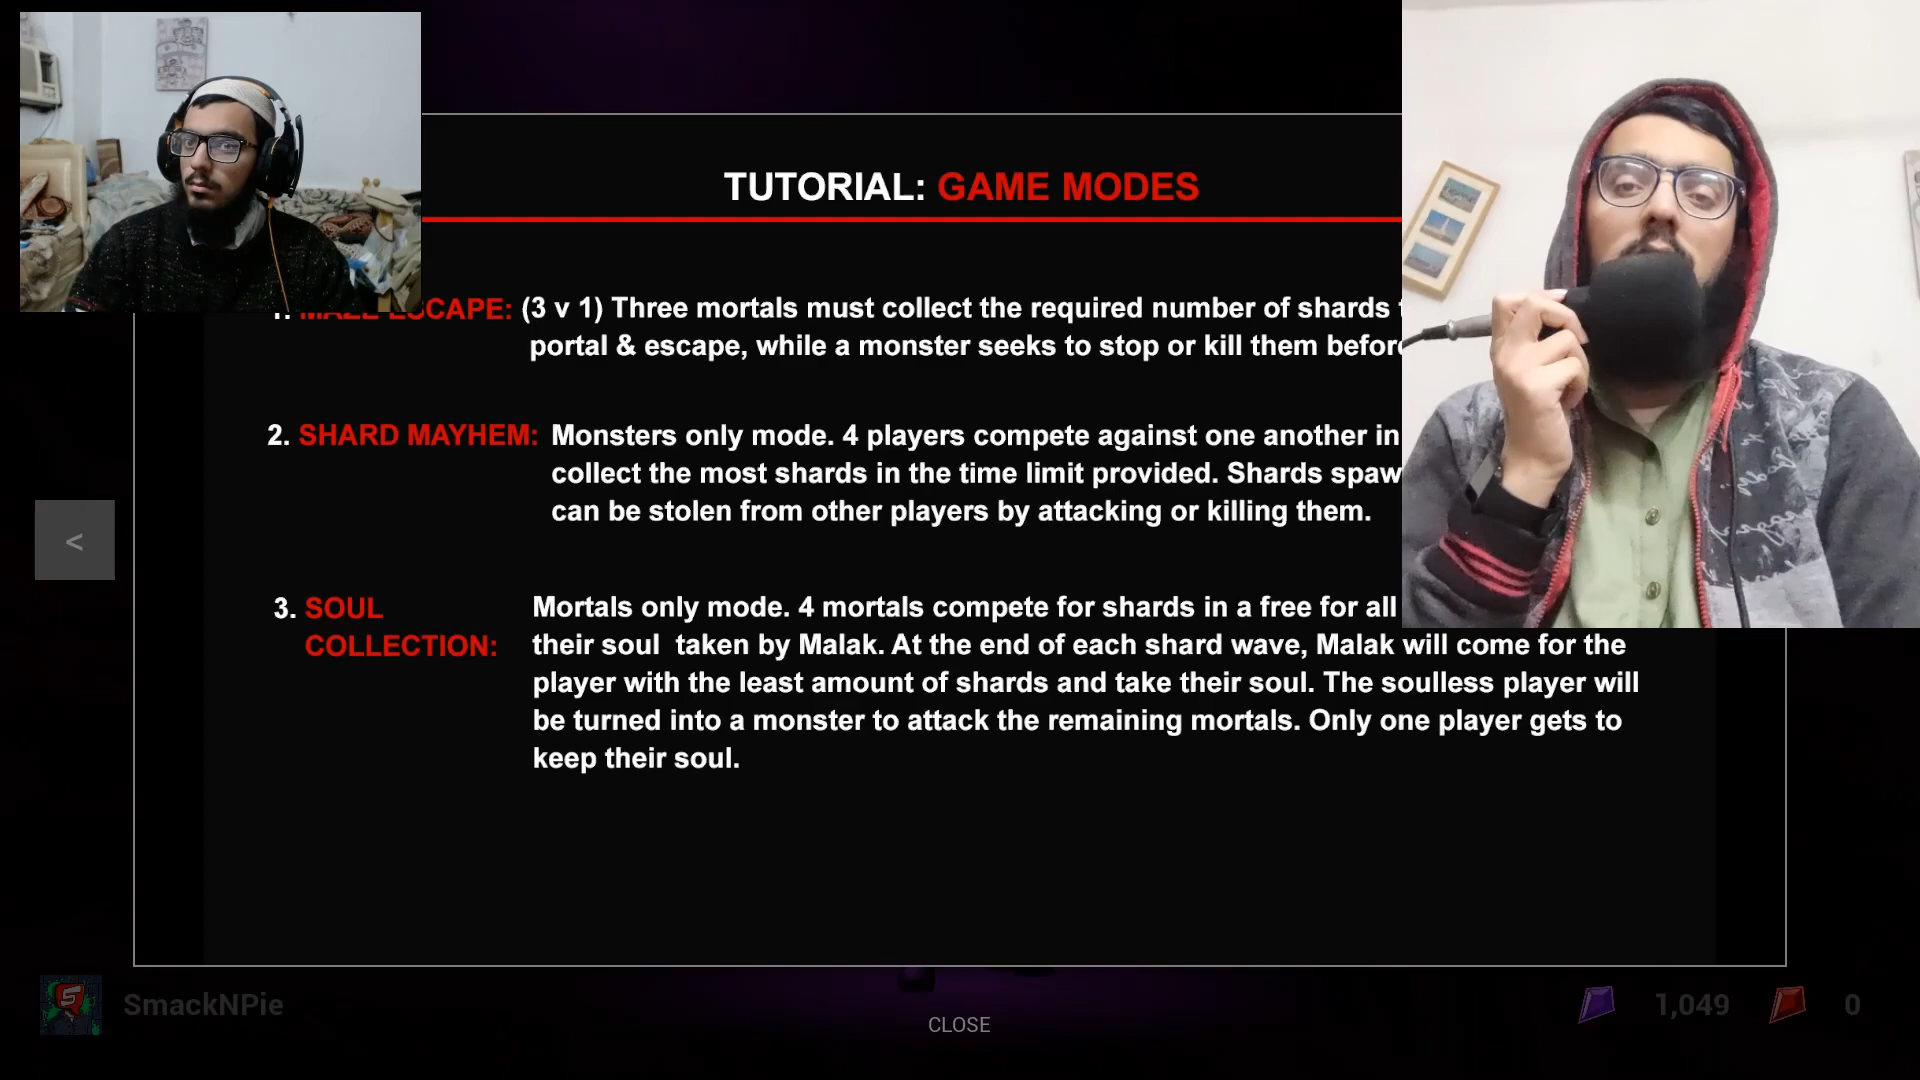 TUTORIAL: GAME MODES
ESCAPE: (3 v 1) Three mortals must collect the required number of shards
portal & escape, while a monster seeks to stop or kill them
2. SHARD MAYHEM: Monsters only mode. 4 players compete against one another in
collect the most shards in the time limit provided. Shards
can be stolen from other players by attacking or killing them.
3. SOUL COLLECTION: Mortals only mode. 4 mortals compete for shards in a free for all
their soul taken by Malak. At the end of each shard wave, Malak will come for the
player with the least amount of shards and take their soul. The soulless player will
be turned into a monster to attack the remaining mortals. Only one player gets to
keep their soul.
<
SmackNPie
CLOSE
1,049
0